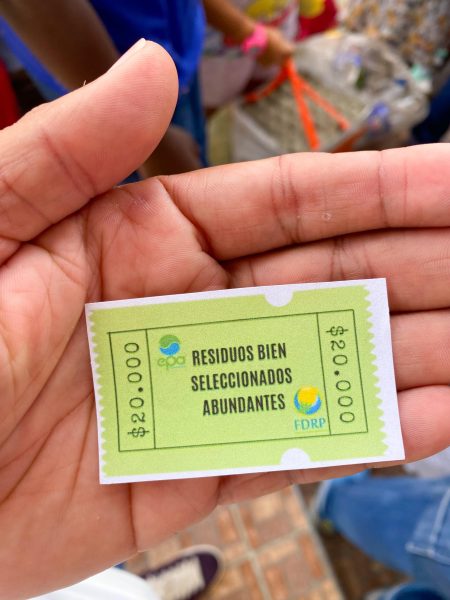 $20.000
epa
RESIDUOS BIEN
SELECCIONADOS
ABUNDANTES
FDRP
$20.000